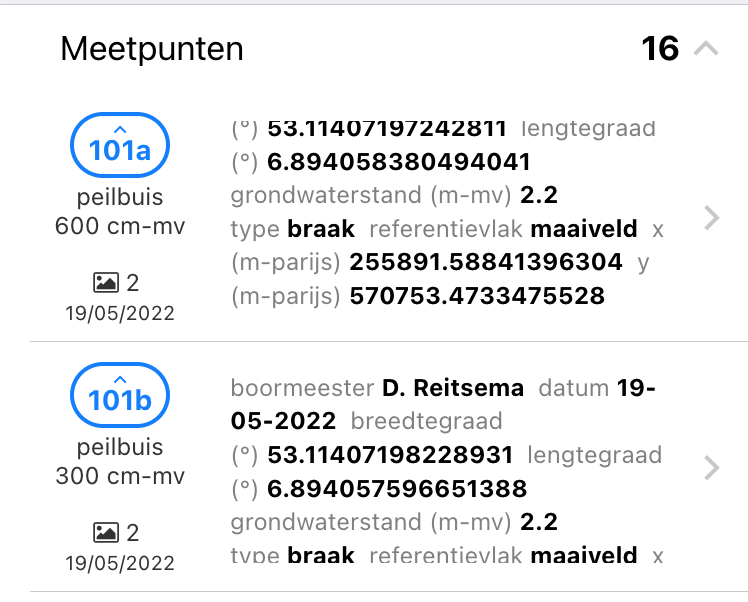 Meetpunten 16
101a
peilbuis
600 cm-mv
2
19/05/2022
(°) 53.11407197242811 lengtegraad
(°) 6.894058380494041
grondwaterstand (m-mv) 2.2
type braak referentievlak maaiveld x
(m-parijs) 255891.58841396304 y
(m-parijs) 570753.4733475528
101b
peilbuis
300 cm-mv
2
19/05/2022
boormeester D. Reitsema datum 19-
05-2022 breedtegraad
(°) 53.11407198228931 lengtegraad
(°) 6.894057596651388
grondwaterstand (m-mv) 2.2
type braak referentievlak maaiveld x